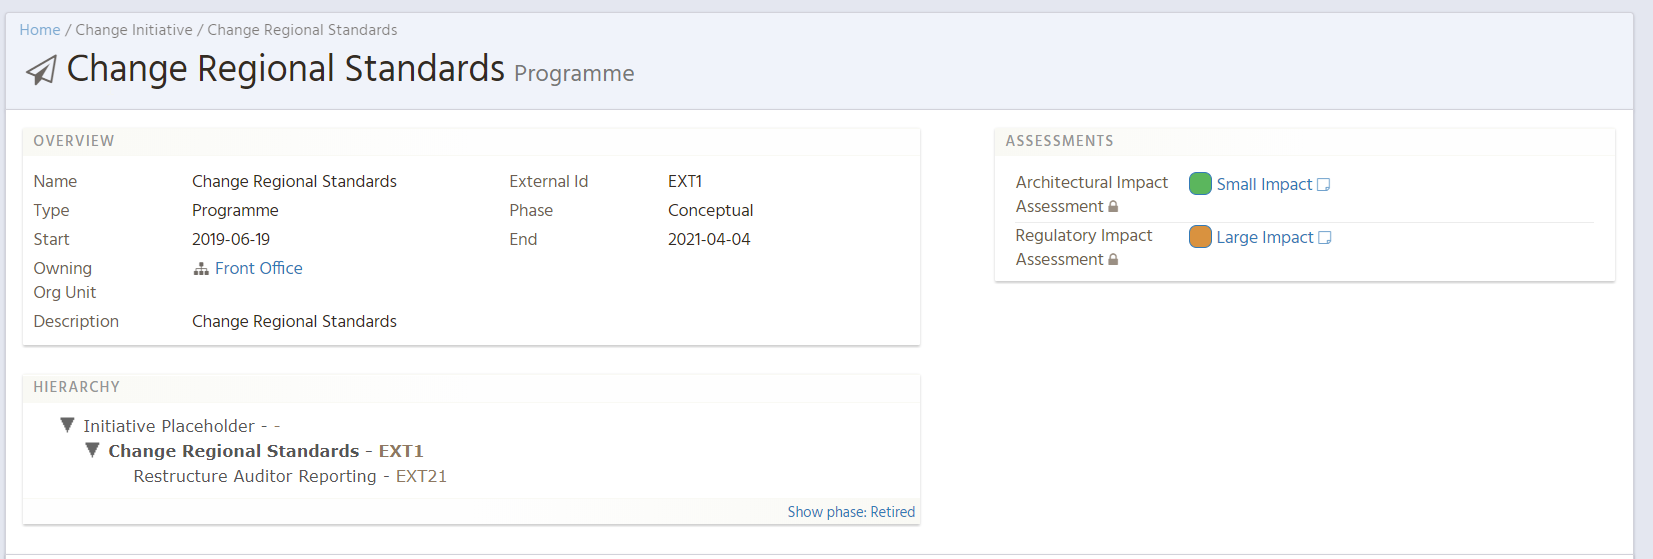 Home / Change Initiative / Change Regional Standards
Change Regional Standards Programme
OVERVIEW
Name Change Regional Standards External Id EXT1
Type Programme Phase Conceptual
Start 2019-06-19 End 2021-04-04
Owning Org Unit Front Office
Description Change Regional Standards
HIERARCHY
Initiative Placeholder - -
Change Regional Standards - EXT1
Restructure Auditor Reporting - EXT21
Show phase: Retired
ASSESSMENTS
Architectural Impact Assessment Small Impact
Regulatory Impact Assessment Large Impact